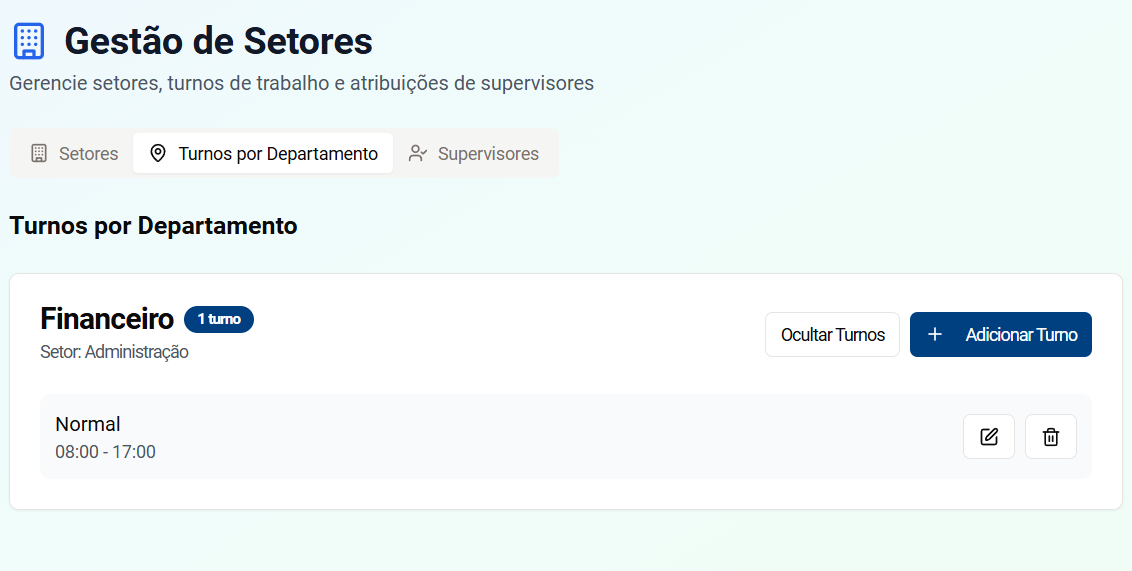 Gestão de Setores
Gerencie setores, turnos de trabalho e atribuições de supervisores
Setores
Turnos por Departamento
Supervisores
Turnos por Departamento
Financeiro
1 turno
Setor: Administração
Ocultar Turnos
Adicionar Turno
Normal
08:00 - 17:00